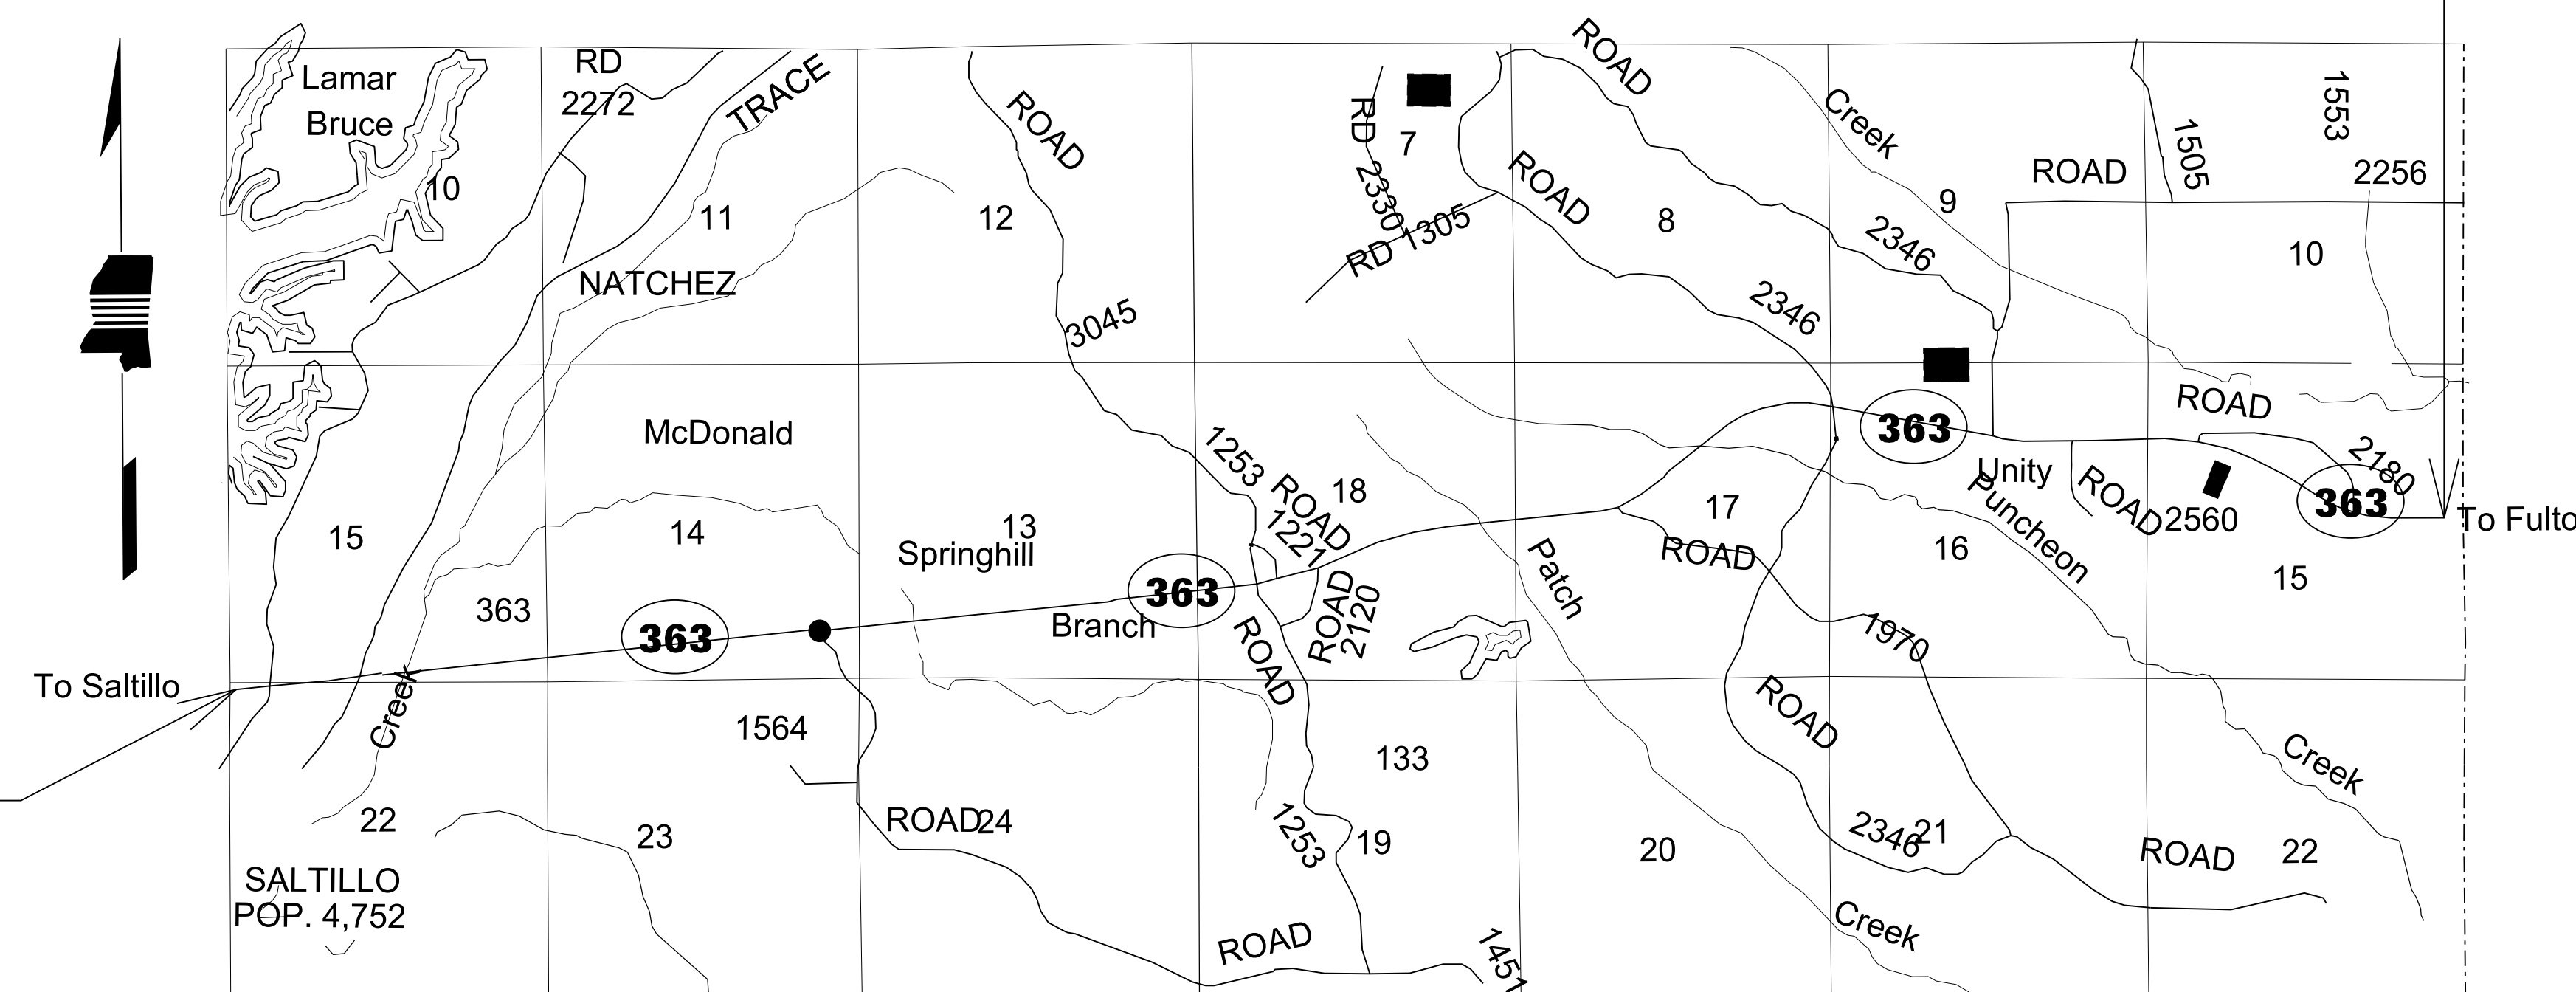 Lamar
Bruce
RD
2272
TRACE
ROAD
RD 2330
7
RD 1305
ROAD
ROAD
Creek
ROAD
1505
1553
2256
10
11
12
8
9
10
2346
2346
NATCHEZ
3045
McDonald
1253
ROAD
1221
18
363
ROAD
Unity
Puncheon
ROAD
2560
2180
363
To Fulto
15
14
13
Springhill
17
ROAD
16
15
Patch
363
363
363
Branch
ROAD
2120
ROAD
1970
To Saltillo
Creek
1564
133
ROAD
Creek
22
23
ROAD
24
1253
19
20
2346
21
ROAD
22
SALTILLO
POP. 4,752
ROAD
1451
Creek